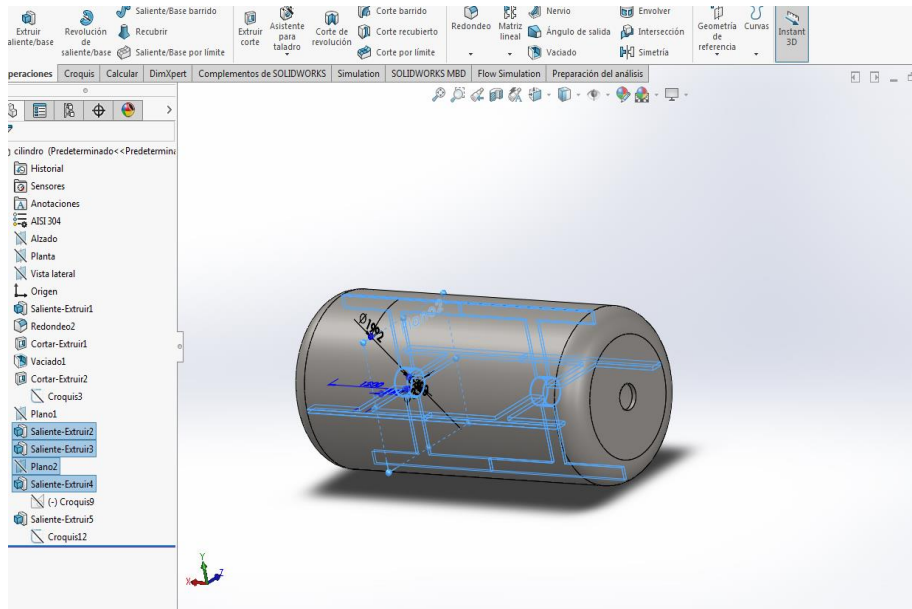 Extruir saliente/base
Revolución de saliente/base
Saliente/Base barrido
Recubrir
Saliente/Base por límite
Extruir corte
Asistente para taladro
Corte de revolución
Corte barrido
Corte recubierto
Corte por límite
Redondeo
Matriz lineal
Nervio
Ángulo de salida
Vaciado
Envolver
Intersección
Simetría
Geometría de referencia
Curvas
Instant 3D
peraciones Croquis Calcular DimXpert Complementos de SOLIDWORKS Simulation SOLIDWORKS MBD Flow Simulation Preparación del análisis
cilindro (Predeterminado<<Predetermina
Historial
Sensores
Anotaciones
AISI 304
Alzado
Planta
Vista lateral
Origen
Saliente-Extruir1
Redondeo2
Cortar-Extruir1
Vaciado1
Cortar-Extruir2
Croquis3
Plano1
Saliente-Extruir2
Saliente-Extruir3
Plano2
Saliente-Extruir4
(-) Croquis9
Saliente-Extruir5
Croquis12
Plano2
Y
X
Z